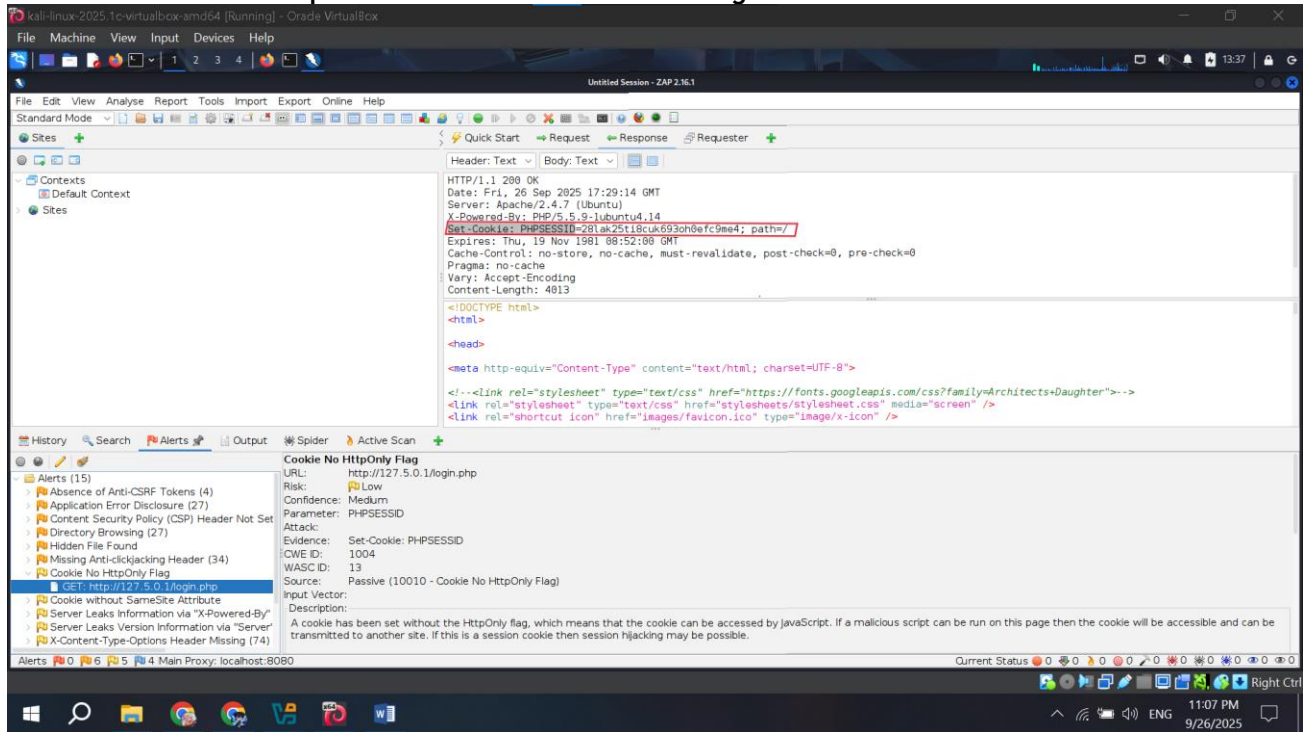 kali-linux-2025.1c-virtualbox-amd64 [Running] - Oracle VirtualBox
File Machine View Input Devices Help
1 2 3 4 13:37
Untitled Session - ZAP 2.16.1
File Edit View Analyse Report Tools Import Export Online Help
Standard Mode
Sites Quick Start Request Response Requester
Header: Text Body: Text
Contexts
Default Context
Sites
HTTP/1.1 200 OK
Date: Fri, 26 Sep 2025 17:29:14 GMT
Server: Apache/2.4.7 (Ubuntu)
X-Powered-By: PHP/5.5.9-1ubuntu4.14
Set-Cookie: PHPSESSID=28lak25ti8cuk693oh0efc9me4; path=/
Expires: Thu, 19 Nov 1981 08:52:00 GMT
Cache-Control: no-store, no-cache, must-revalidate, post-check=0, pre-check=0
Pragma: no-cache
Vary: Accept-Encoding
Content-Length: 4013
<!DOCTYPE html>
<html>
<head>
<meta http-equiv="Content-Type" content="text/html; charset=UTF-8">
<!--<link rel="stylesheet" type="text/css" href="https://fonts.googleapis.com/css?family=Architects+Daughter">-->
<link rel="stylesheet" type="text/css" href="stylesheets/stylesheet.css" media="screen" />
<link rel="shortcut icon" href="images/favicon.ico" type="image/x-icon" />
History Search Alerts Output Spider Active Scan
Alerts (15)
Absence of Anti-CSRF Tokens (4)
Application Error Disclosure (27)
Content Security Policy (CSP) Header Not Set
Directory Browsing (27)
Hidden File Found
Missing Anti-clickjacking Header (34)
Cookie No HttpOnly Flag
GET: http://127.5.0.1/login.php
Cookie without SameSite Attribute
Server Leaks Information via "X-Powered-By"
Server Leaks Version Information via "Server"
X-Content-Type-Options Header Missing (74)
Cookie No HttpOnly Flag
URL: http://127.5.0.1/login.php
Risk: Low
Confidence: Medium
Parameter: PHPSESSID
Attack:
Evidence: Set-Cookie: PHPSESSID
CWE ID: 1004
WASC ID: 13
Source: Passive (10010 - Cookie No HttpOnly Flag)
Input Vector:
Description:
A cookie has been set without the HttpOnly flag, which means that the cookie can be accessed by JavaScript. If a malicious script can be run on this page then the cookie will be accessible and can be
transmitted to another site. If this is a session cookie then session hijacking may be possible.
Alerts 0 6 5 4 Main Proxy: localhost:8080 Current Status 0 0 0 0 0 0 0 0 0 0
Right Ctrl
ENG 11:07 PM
9/26/2025